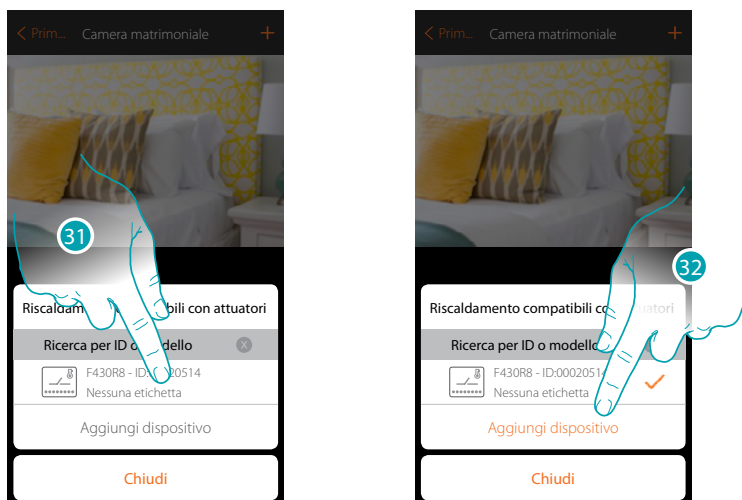 < Prim... Camera matrimoniale +
31
Riscaldam bili con attuatori
Ricerca per ID o dello X
F430R8 - ID: 20514
Nessuna etichetta
Aggiungi dispositivo
Chiudi
< Prim... Camera matrimoniale +
32
Riscaldamento compatibili co uatori
Ricerca per ID o modello
F430R8 - ID:00020514
Nessuna etichetta
Aggiungi dispositivo
Chiudi